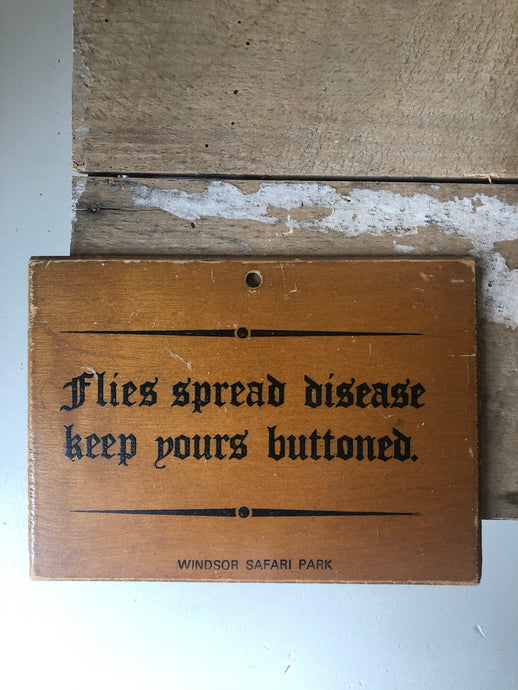 Flies spread disease
keep yours buttoned.
WINDSOR SAFARI PARK